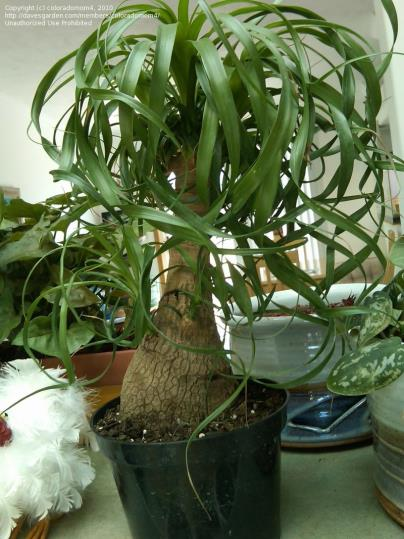 Copyright (c) coloradomom4, 2010
http://davesgarden.com/members/coloradomom4/
Unauthorized Use Prohibited